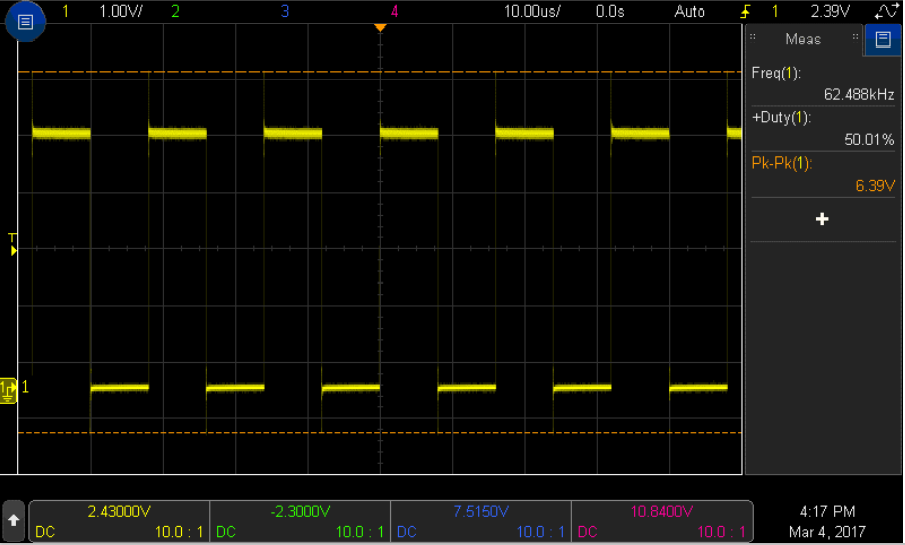 1 1.00V/ 2 3 4 10.00us/ 0.0s Auto 1 2.39V
Meas
Freq(1):
62.488kHz
+Duty(1):
50.01%
Pk-Pk(1):
6.39V
T
1 1
2.43000V -2.3000V 7.5150V 10.8400V
DC 10.0 : 1 DC 10.0 : 1 DC 10.0 : 1 DC 10.0 : 1
4:17 PM
Mar 4, 2017